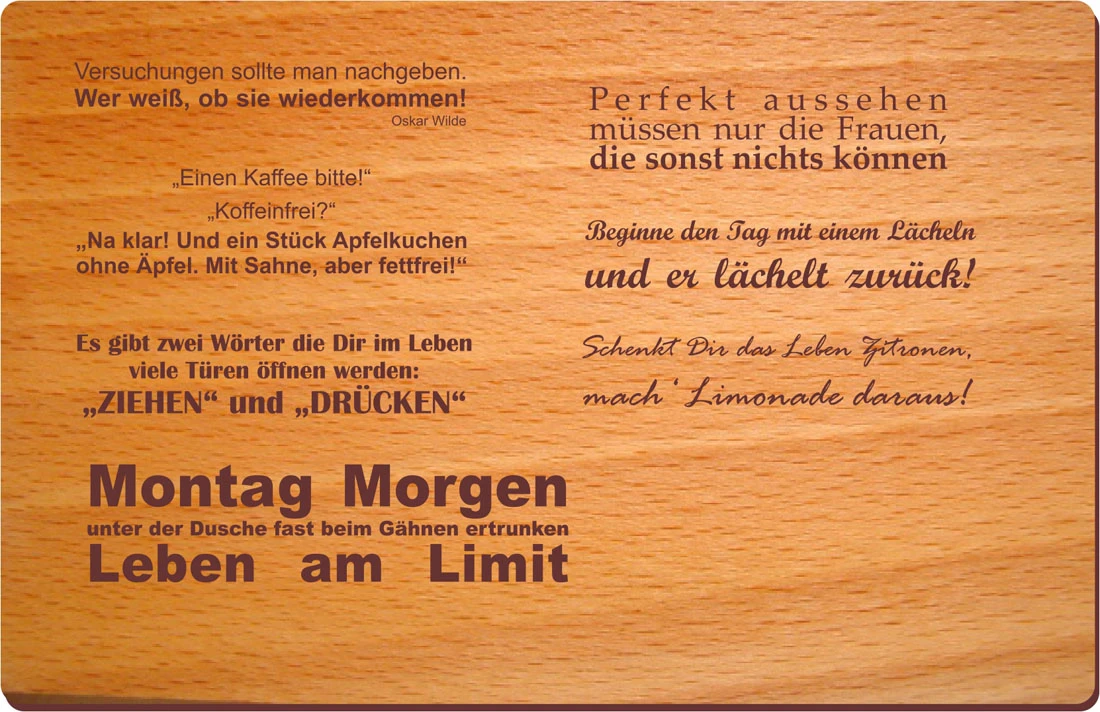 Versuchungen sollte man nachgeben.
Wer weiß, ob sie wiederkommen!
Oskar Wilde
„Einen Kaffee bitte!“
„Koffeinfrei?“
„Na klar! Und ein Stück Apfelkuchen
ohne Äpfel. Mit Sahne, aber fettfrei!“
Es gibt zwei Wörter die Dir im Leben
viele Türen öffnen werden:
„ZIEHEN“ und „DRÜCKEN“
Montag Morgen
unter der Dusche fast beim Gähnen ertrunken
Leben am Limit
Perfekt aussehen
müssen nur die Frauen,
die sonst nichts können
Beginne den Tag mit einem Lächeln
und er lächelt zurück!
Schenkt Dir das Leben Zitronen,
mach ‘ Limonade daraus!